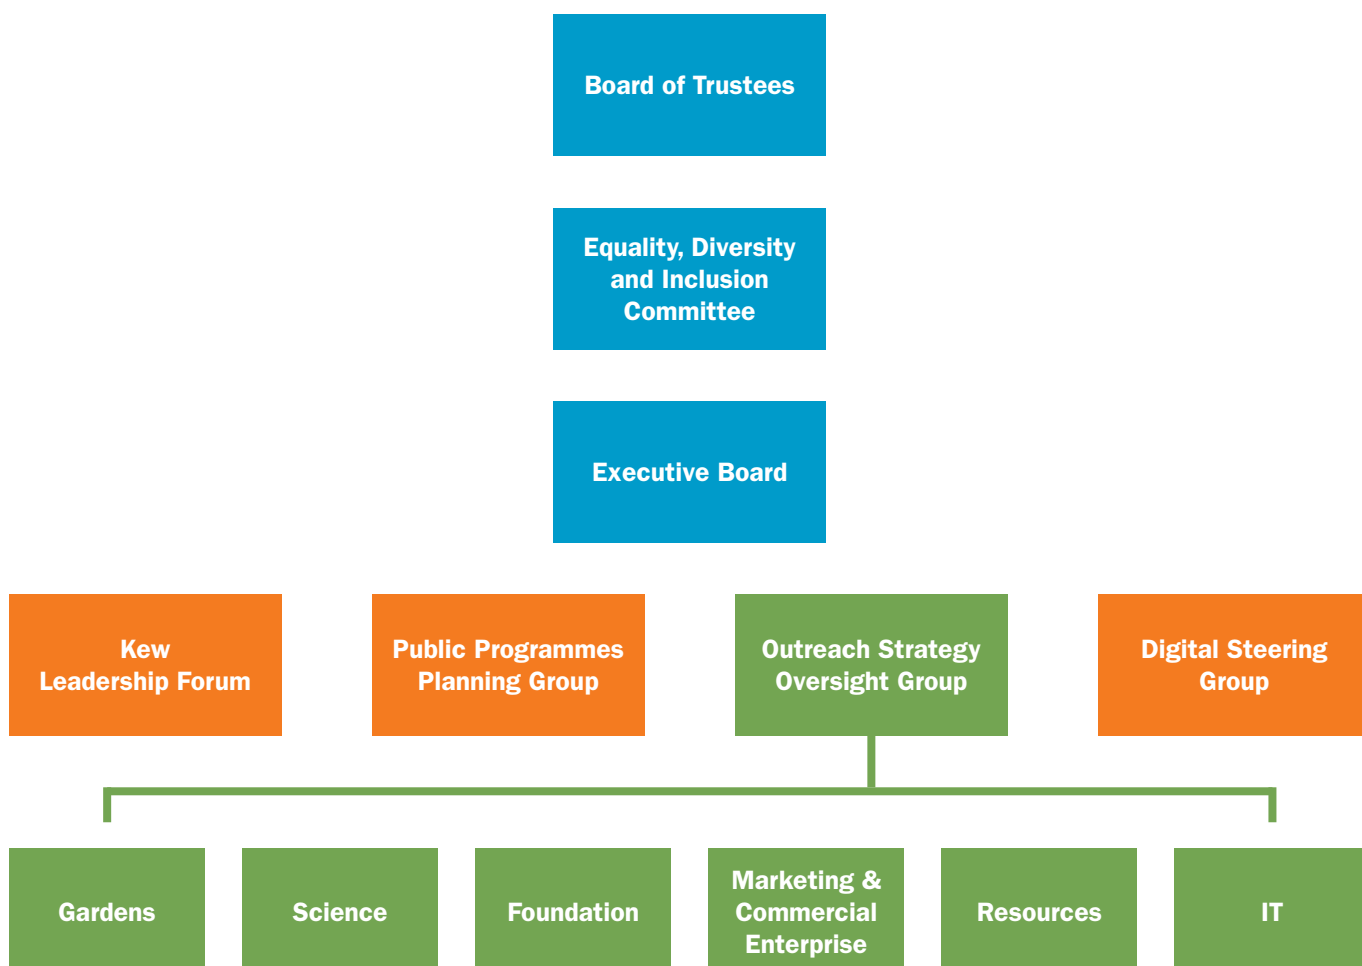 Board of Trustees
Equality, Diversity
and Inclusion
Committee
Executive Board
Kew
Leadership Forum
Public Programmes
Planning Group
Outreach Strategy
Oversight Group
Digital Steering
Group
Gardens
Science
Foundation
Marketing &
Commercial
Enterprise
Resources
IT